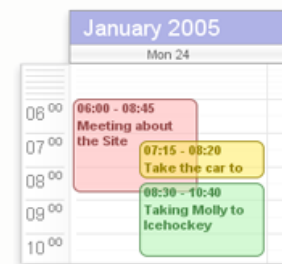 January 2005
Mon 24
06 00
06:00 - 08:45
Meeting about
the Site
07 00
07:15 - 08:20
Take the car to
08 00
08:30 - 10:40
Taking Molly to
Icehockey
09 00
10 00